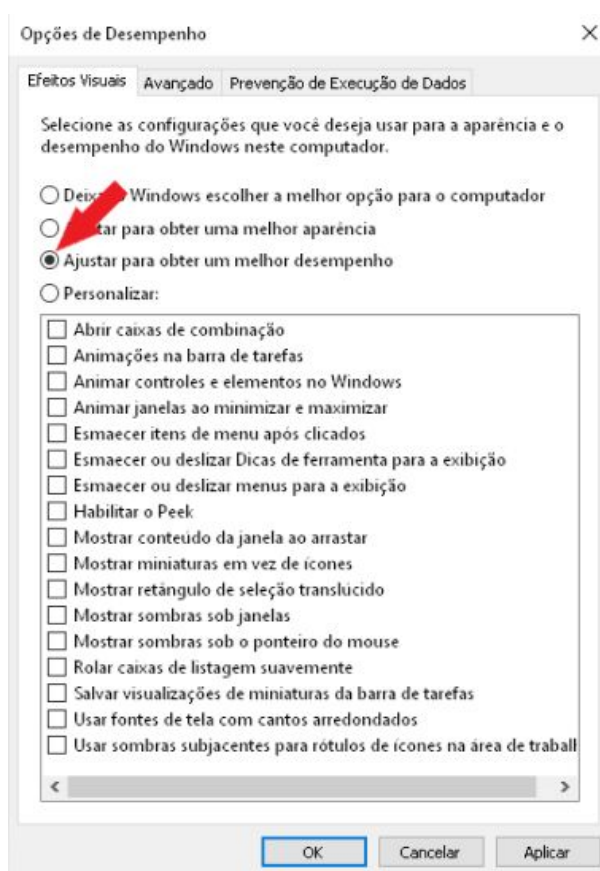 Opções de Desempenho
Efeitos Visuais Avançado Prevenção de Execução de Dados
Selecione as configurações que você deseja usar para a aparência e o
desempenho do Windows neste computador.
Windows escolher a melhor opção para o computador
para obter uma melhor aparência
Ajustar para obter um melhor desempenho
Personalizar:
Abrir caixas de combinação
Animações na barra de tarefas
Animar controles e elementos no Windows
Animar janelas ao minimizar e maximizar
Esmaecer itens de menu após clicados
Esmaecer ou deslizar Dicas de ferramenta para a exibição
Esmaecer ou deslizar menus para a exibição
Habilitar o Peek
Mostrar conteúdo da janela ao arrastar
Mostrar miniaturas em vez de ícones
Mostrar retângulo de seleção translúcido
Mostrar sombras sob janelas
Mostrar sombras sob o ponteiro do mouse
Rolar caixas de listagem suavemente
Salvar visualizações de miniaturas da barra de tarefas
Usar fontes de tela com cantos arredondados
Usar sombras subjacentes para rótulos de ícones na área de traball
OK Cancelar Aplicar